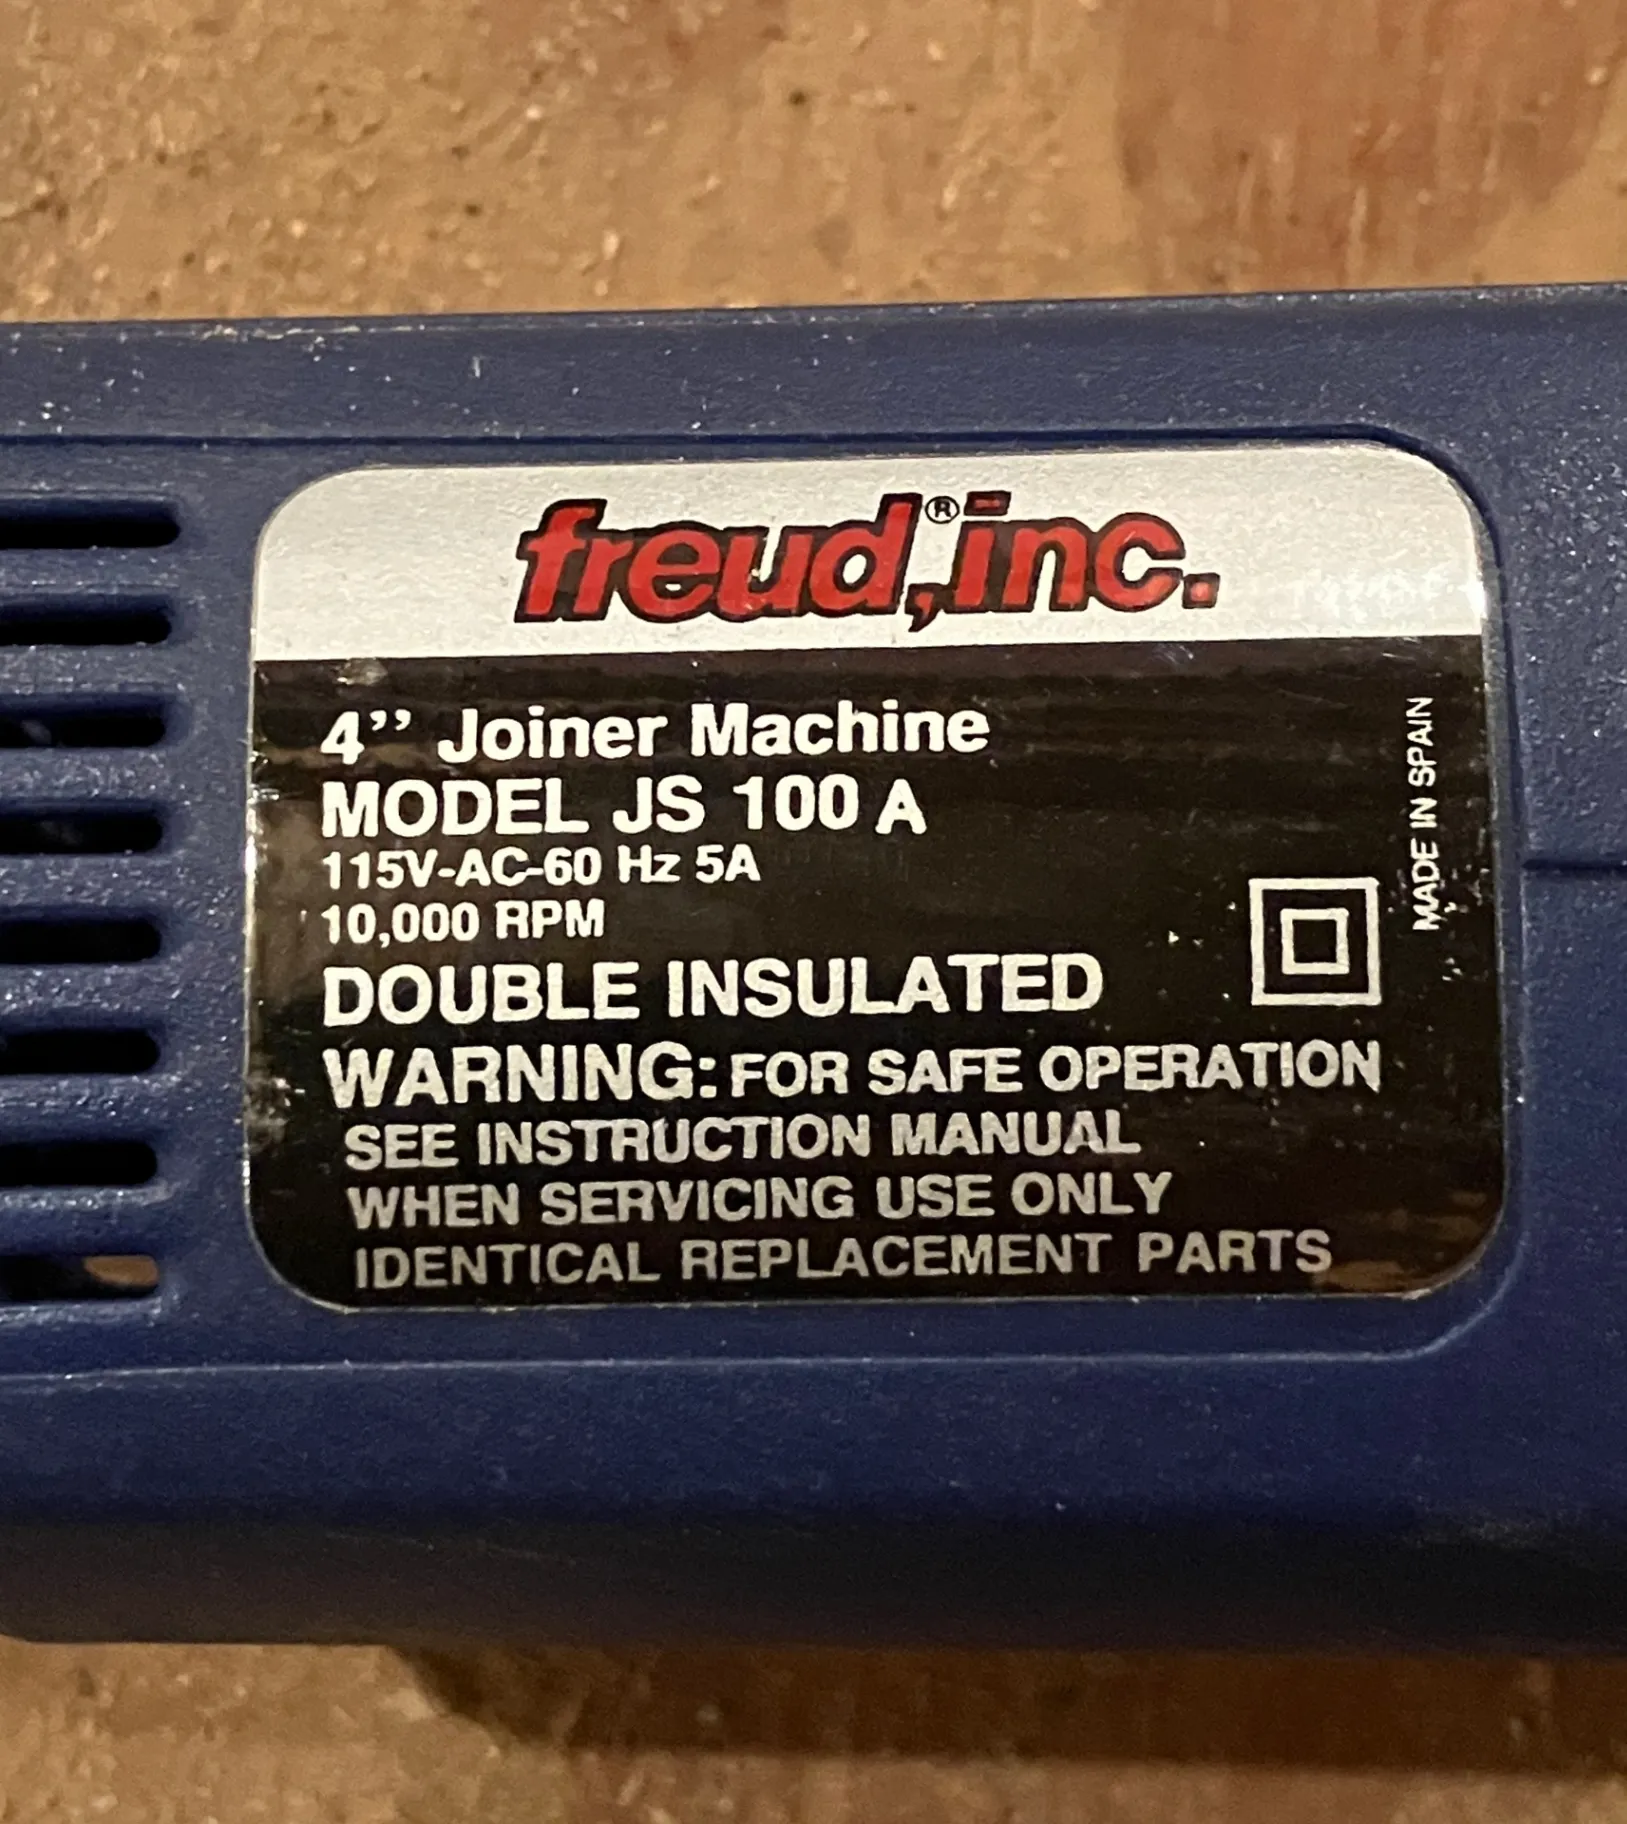 freud,®inc.
4’’ Joiner Machine
MODEL JS 100 A
115V-AC-60 Hz 5A
10,000 RPM
DOUBLE INSULATED
WARNING: FOR SAFE OPERATION
SEE INSTRUCTION MANUAL
WHEN SERVICING USE ONLY
IDENTICAL REPLACEMENT PARTS
MADE IN SPAIN